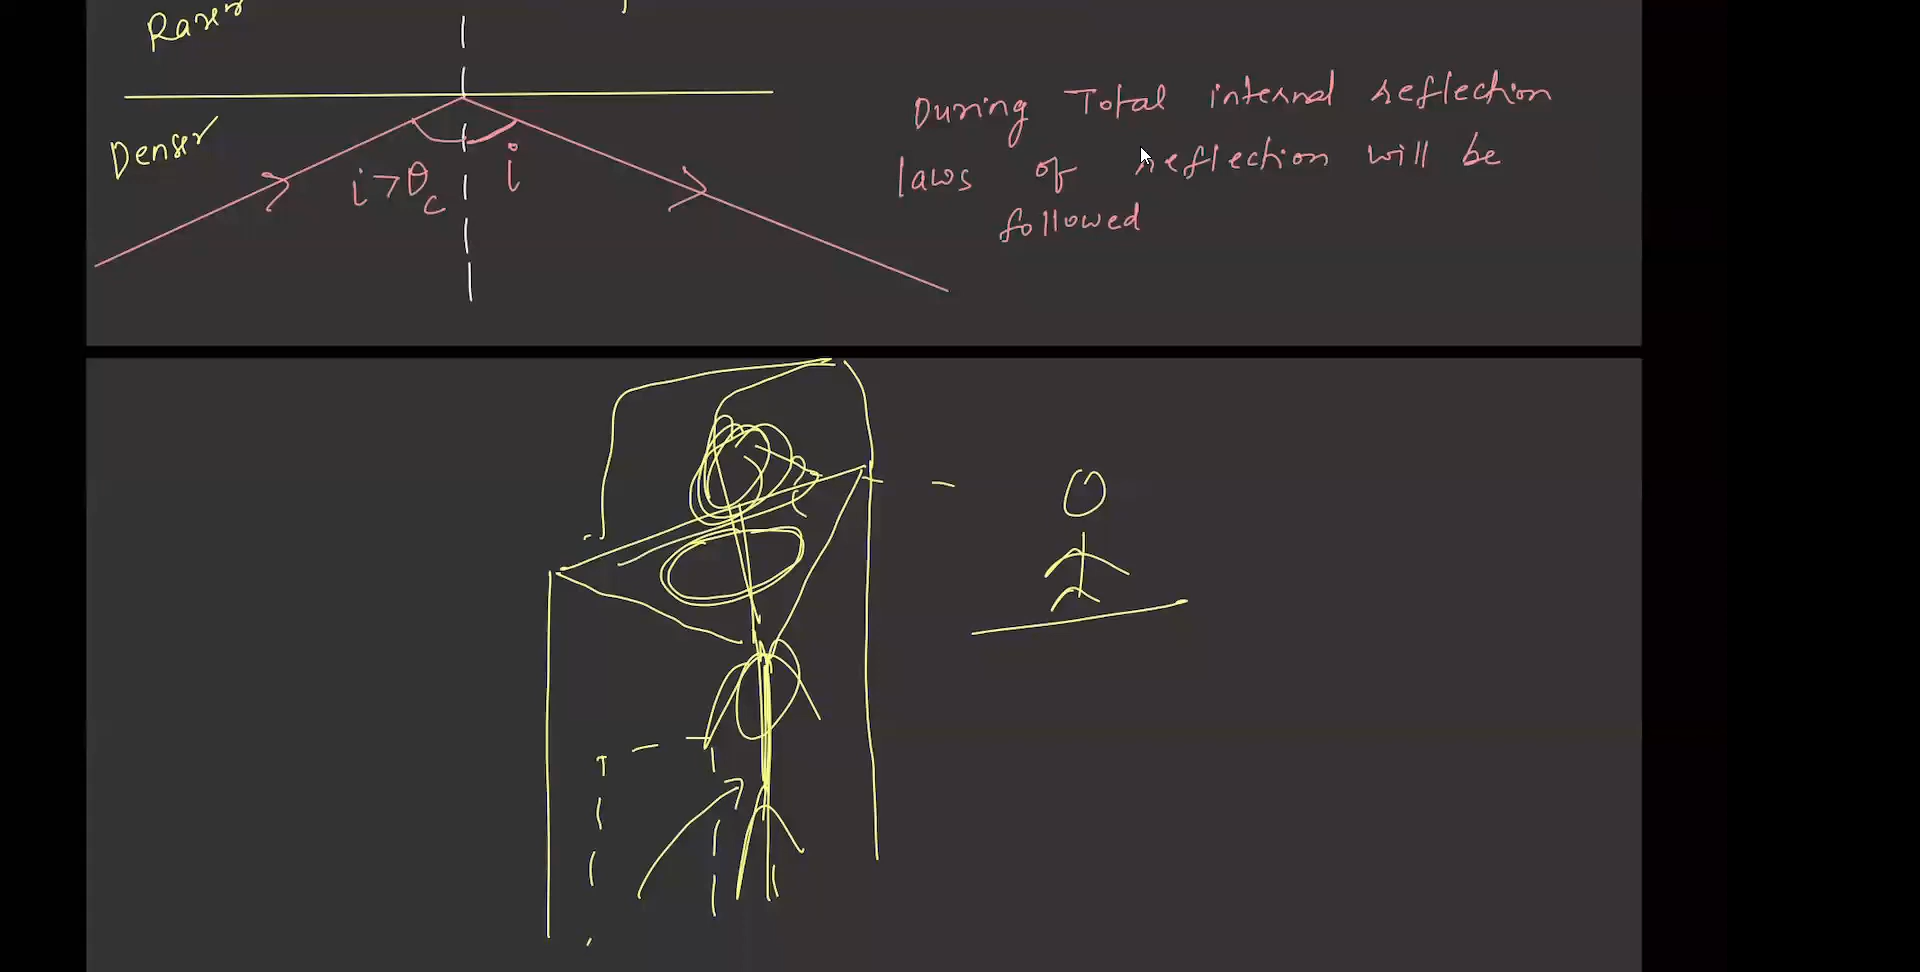 Rarer
Denser
i>θc
i
During Total internal reflection
laws of reflection will be
followed